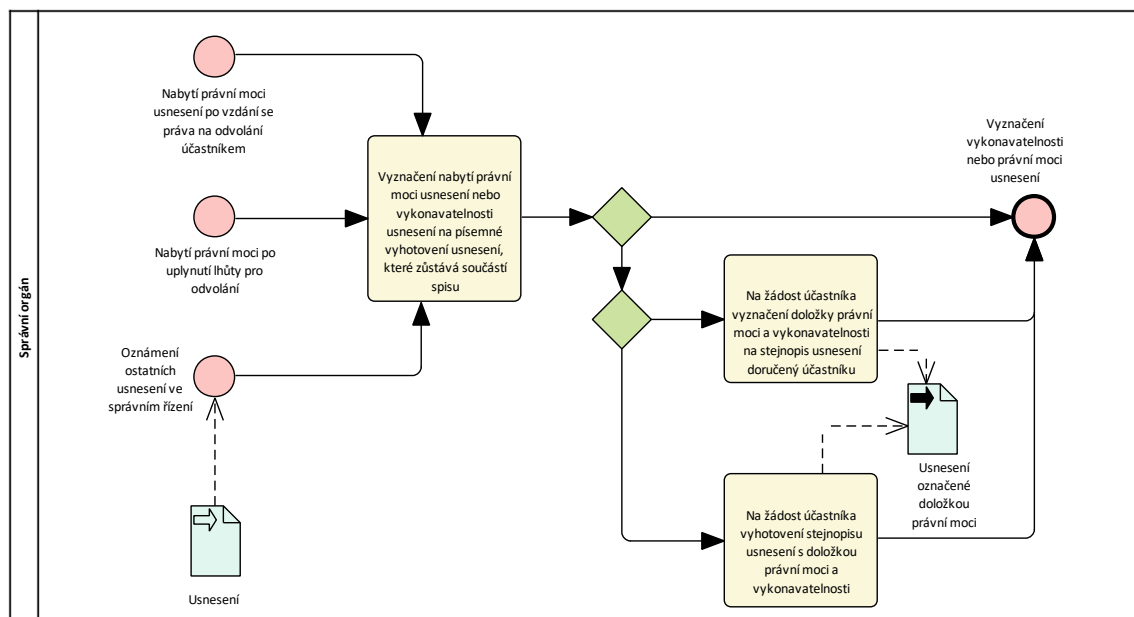 Správní orgán
Nabytí právní moci
usnesení po vzdání se
práva na odvolání
účastníkem
Nabytí právní moci po
uplynutí lhůty pro
odvolání
Oznámení
ostatních
usnesení ve
správním řízení
Usnesení
Vyznačení nabytí právní
moci usnesení nebo
vykonavatelnosti
usnesení na písemné
vyhotovení usnesení,
které zůstává součástí
spisu
Na žádost účastníka
vyznačení doložky právní
moci a vykonavatelnosti
na stejnopis usnesení
doručený účastníku
Na žádost účastníka
vyhotovení stejnopisu
usnesení s doložkou
právní moci a
vykonavatelnosti
Usnesení
označené
doložkou
právní moci
Vyznačení
vykonavatelnosti
nebo právní moci
usnesení